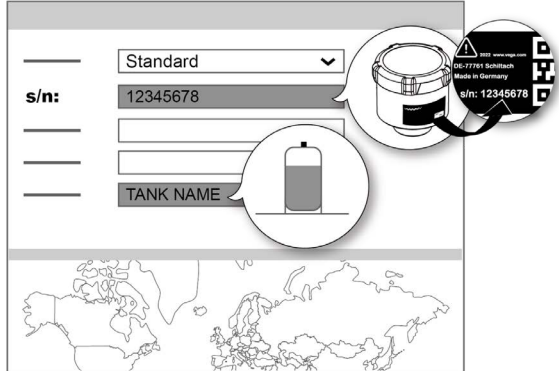 Standard
s/n: 12345678
TANK NAME
2022 www.vega.com
DE-77761 Schiltach
Made in Germany
s/n: 12345678